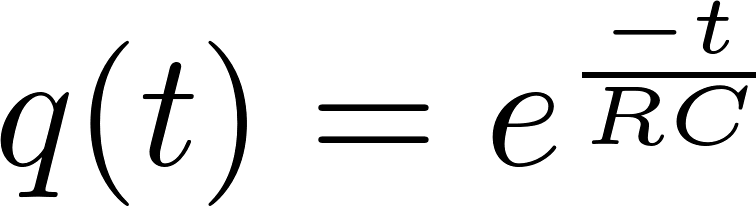 q(t) = e^{\frac{-t}{RC}}